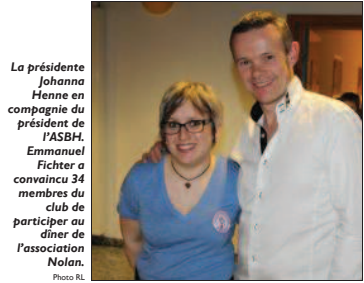 La présidente
Johanna
Henne en
compagnie du
président de
l'ASBH.
Emmanuel
Fichter a
convaincu 34
membres du
club de
participer au
dîner de
l'association
Nolan.
Photo RL